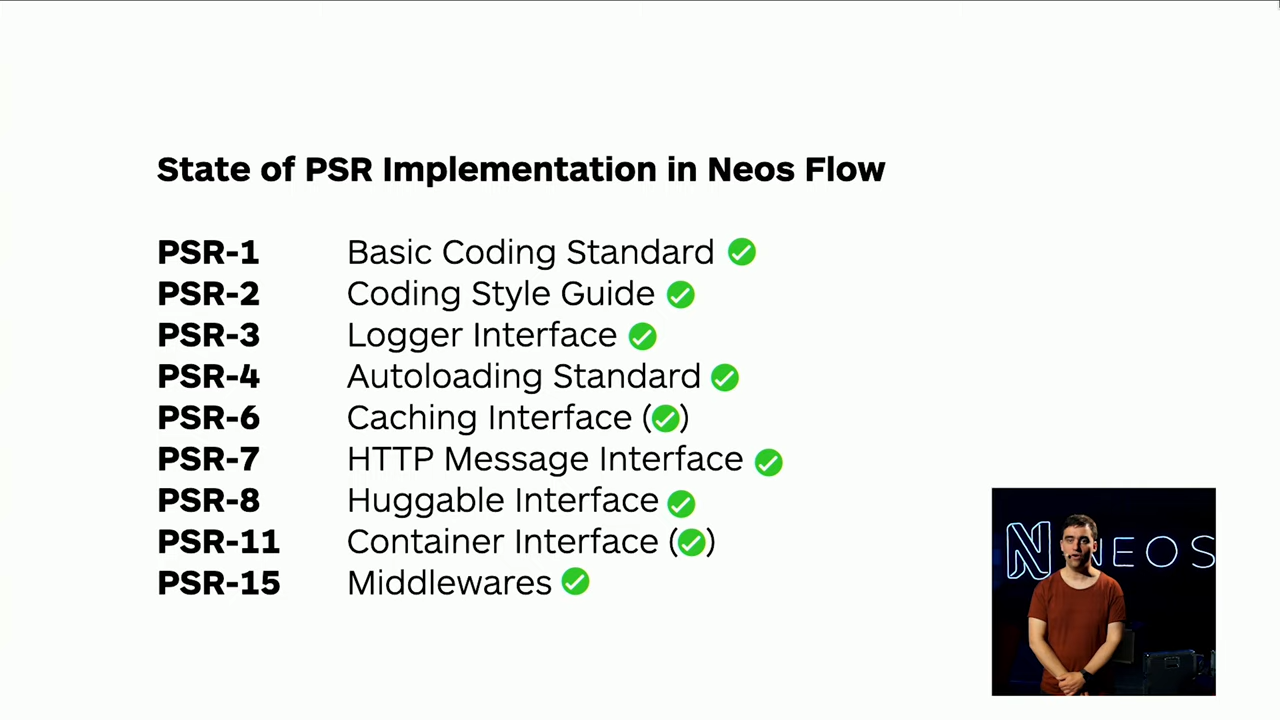 State of PSR Implementation in Neos Flow
PSR-1 Basic Coding Standard ✅
PSR-2 Coding Style Guide ✅
PSR-3 Logger Interface ✅
PSR-4 Autoloading Standard ✅
PSR-6 Caching Interface (✅)
PSR-7 HTTP Message Interface ✅
PSR-8 Huggable Interface ✅
PSR-11 Container Interface (✅)
PSR-15 Middlewares ✅
NEOS